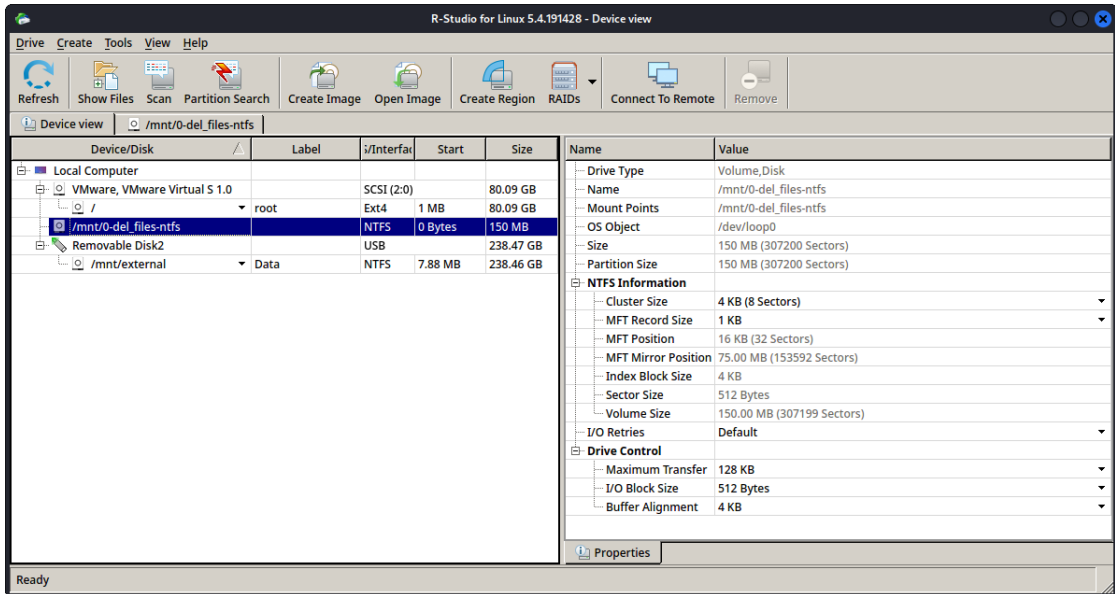 R-Studio for Linux 5.4.191428 - Device view
Drive Create Tools View Help
Refresh Show Files Scan Partition Search Create Image Open Image Create Region RAIDs Connect To Remote Remove
Device view /mnt/0-del_files-ntfs
Device/Disk Label Start Size
Local Computer
VMware, VMware Virtual S 1.0 SCSI (2:0) 80.09 GB
/ root Ext4 1 MB 80.09 GB
/mnt/0-del_files-ntfs NTFS 0 Bytes 150 MB
Removable Disk2 USB 238.47 GB
/mnt/external Data NTFS 7.88 MB 238.46 GB
Name Value
Drive Type Volume,Disk
Name /mnt/0-del_files-ntfs
Mount Points /mnt/0-del_files-ntfs
OS Object /dev/loop0
Size 150 MB (307200 Sectors)
Partition Size 150 MB (307200 Sectors)
NTFS Information
Cluster Size 4 KB (8 Sectors)
MFT Record Size 1 KB
MFT Position 16 KB (32 Sectors)
MFT Mirror Position 75.00 MB (153592 Sectors)
Index Block Size 4 KB
Sector Size 512 Bytes
Volume Size 150.00 MB (307199 Sectors)
I/O Retries Default
Drive Control
Maximum Transfer 128 KB
I/O Block Size 512 Bytes
Buffer Alignment 4 KB
Properties
Ready